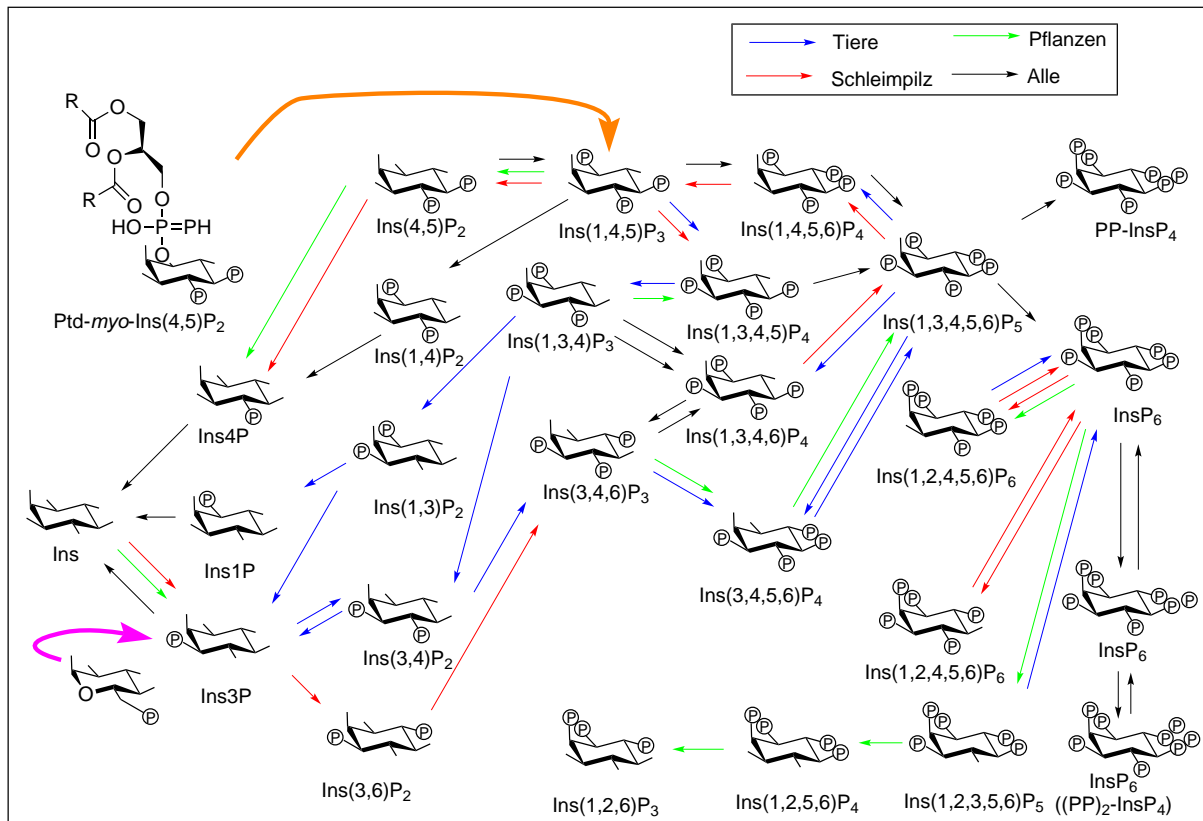 Tiere
Pflanzen
Schleimpilz
Alle
R
O
O
O
O
R
O
O
HO
P=PH
O
P
P
Ptd-myo-Ins(4,5)P2
P
P
Ins(4,5)P2
P
P
P
Ins(1,4,5)P3
P
P
P
P
Ins(1,4,5,6)P4
P
P
P
P
P
P
PP-InsP4
P
P
Ins(1,4)P2
P
P
P
Ins(1,3,4)P3
P
P
P
P
Ins(1,3,4,5)P4
P
P
P
P
P
Ins(1,3,4,5,6)P5
P
Ins4P
P
P
Ins(1,3)P2
P
P
P
Ins(3,4,6)P3
P
P
P
P
Ins(1,3,4,6)P4
P
P
P
P
P
Ins(1,2,4,5,6)P6
P
P
P
P
P
P
InsP6
Ins
P
Ins1P
P
P
P
P
Ins(3,4,5,6)P4
P
Ins3P
P
P
Ins(3,4)P2
P
P
P
P
P
Ins(1,2,4,5,6)P6
P
P
P
P
P
P
P
InsP6
O
P
P
P
Ins(3,6)P2
P
P
P
Ins(1,2,6)P3
P
P
P
P
Ins(1,2,5,6)P4
P
P
P
P
P
Ins(1,2,3,5,6)P5
P
P
P
P
P
P
P
P
InsP6
((PP)2-InsP4)